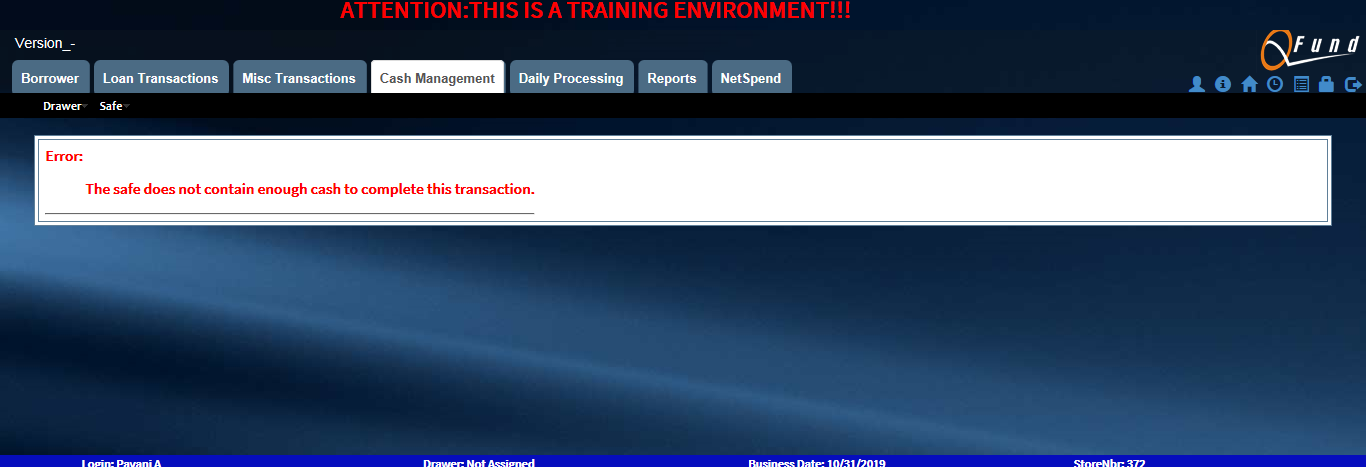 ATTENTION:THIS IS A TRAINING ENVIRONMENT!!!
Version_-
QFund
Borrower Loan Transactions Misc Transactions Cash Management Daily Processing Reports NetSpend
Drawer Safe
Error:
The safe does not contain enough cash to complete this transaction.
Login: Pavani A Drawer: Not Assigned Business Date: 10/31/2019 StoreNbr: 372